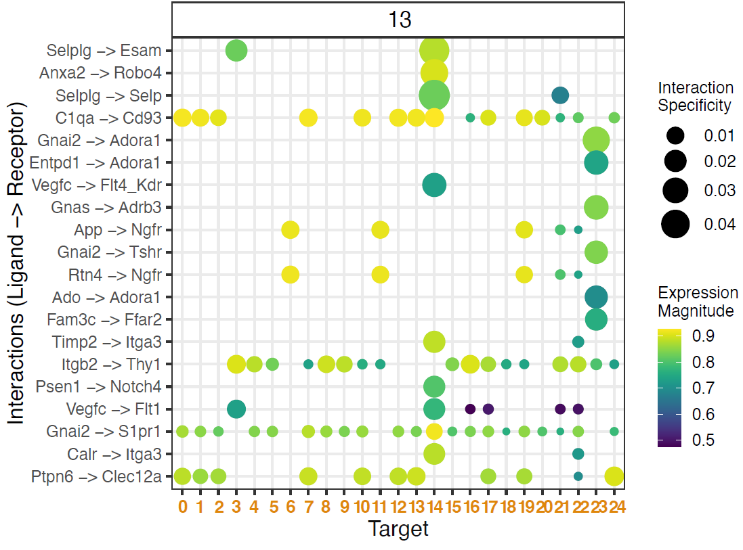 13
Interactions (Ligand −> Receptor)
Selplg −> Esam
Anxa2 −> Robo4
Selplg −> Selp
C1qa −> Cd93
Gnai2 −> Adora1
Entpd1 −> Adora1
Vegfc −> Flt4_Kdr
Gnas −> Adrb3
App −> Ngfr
Gnai2 −> Tshr
Rtn4 −> Ngfr
Ado −> Adora1
Fam3c −> Ffar2
Timp2 −> Itga3
Itgb2 −> Thy1
Psen1 −> Notch4
Vegfc −> Flt1
Gnai2 −> S1pr1
Calr −> Itga3
Ptpn6 −> Clec12a
0 1 2 3 4 5 6 7 8 9 10 11 12 13 14 15 16 17 18 19 20 21 22 23 24
Target
Interaction
Specificity
0.01
0.02
0.03
0.04
Expression
Magnitude
0.9
0.8
0.7
0.6
0.5